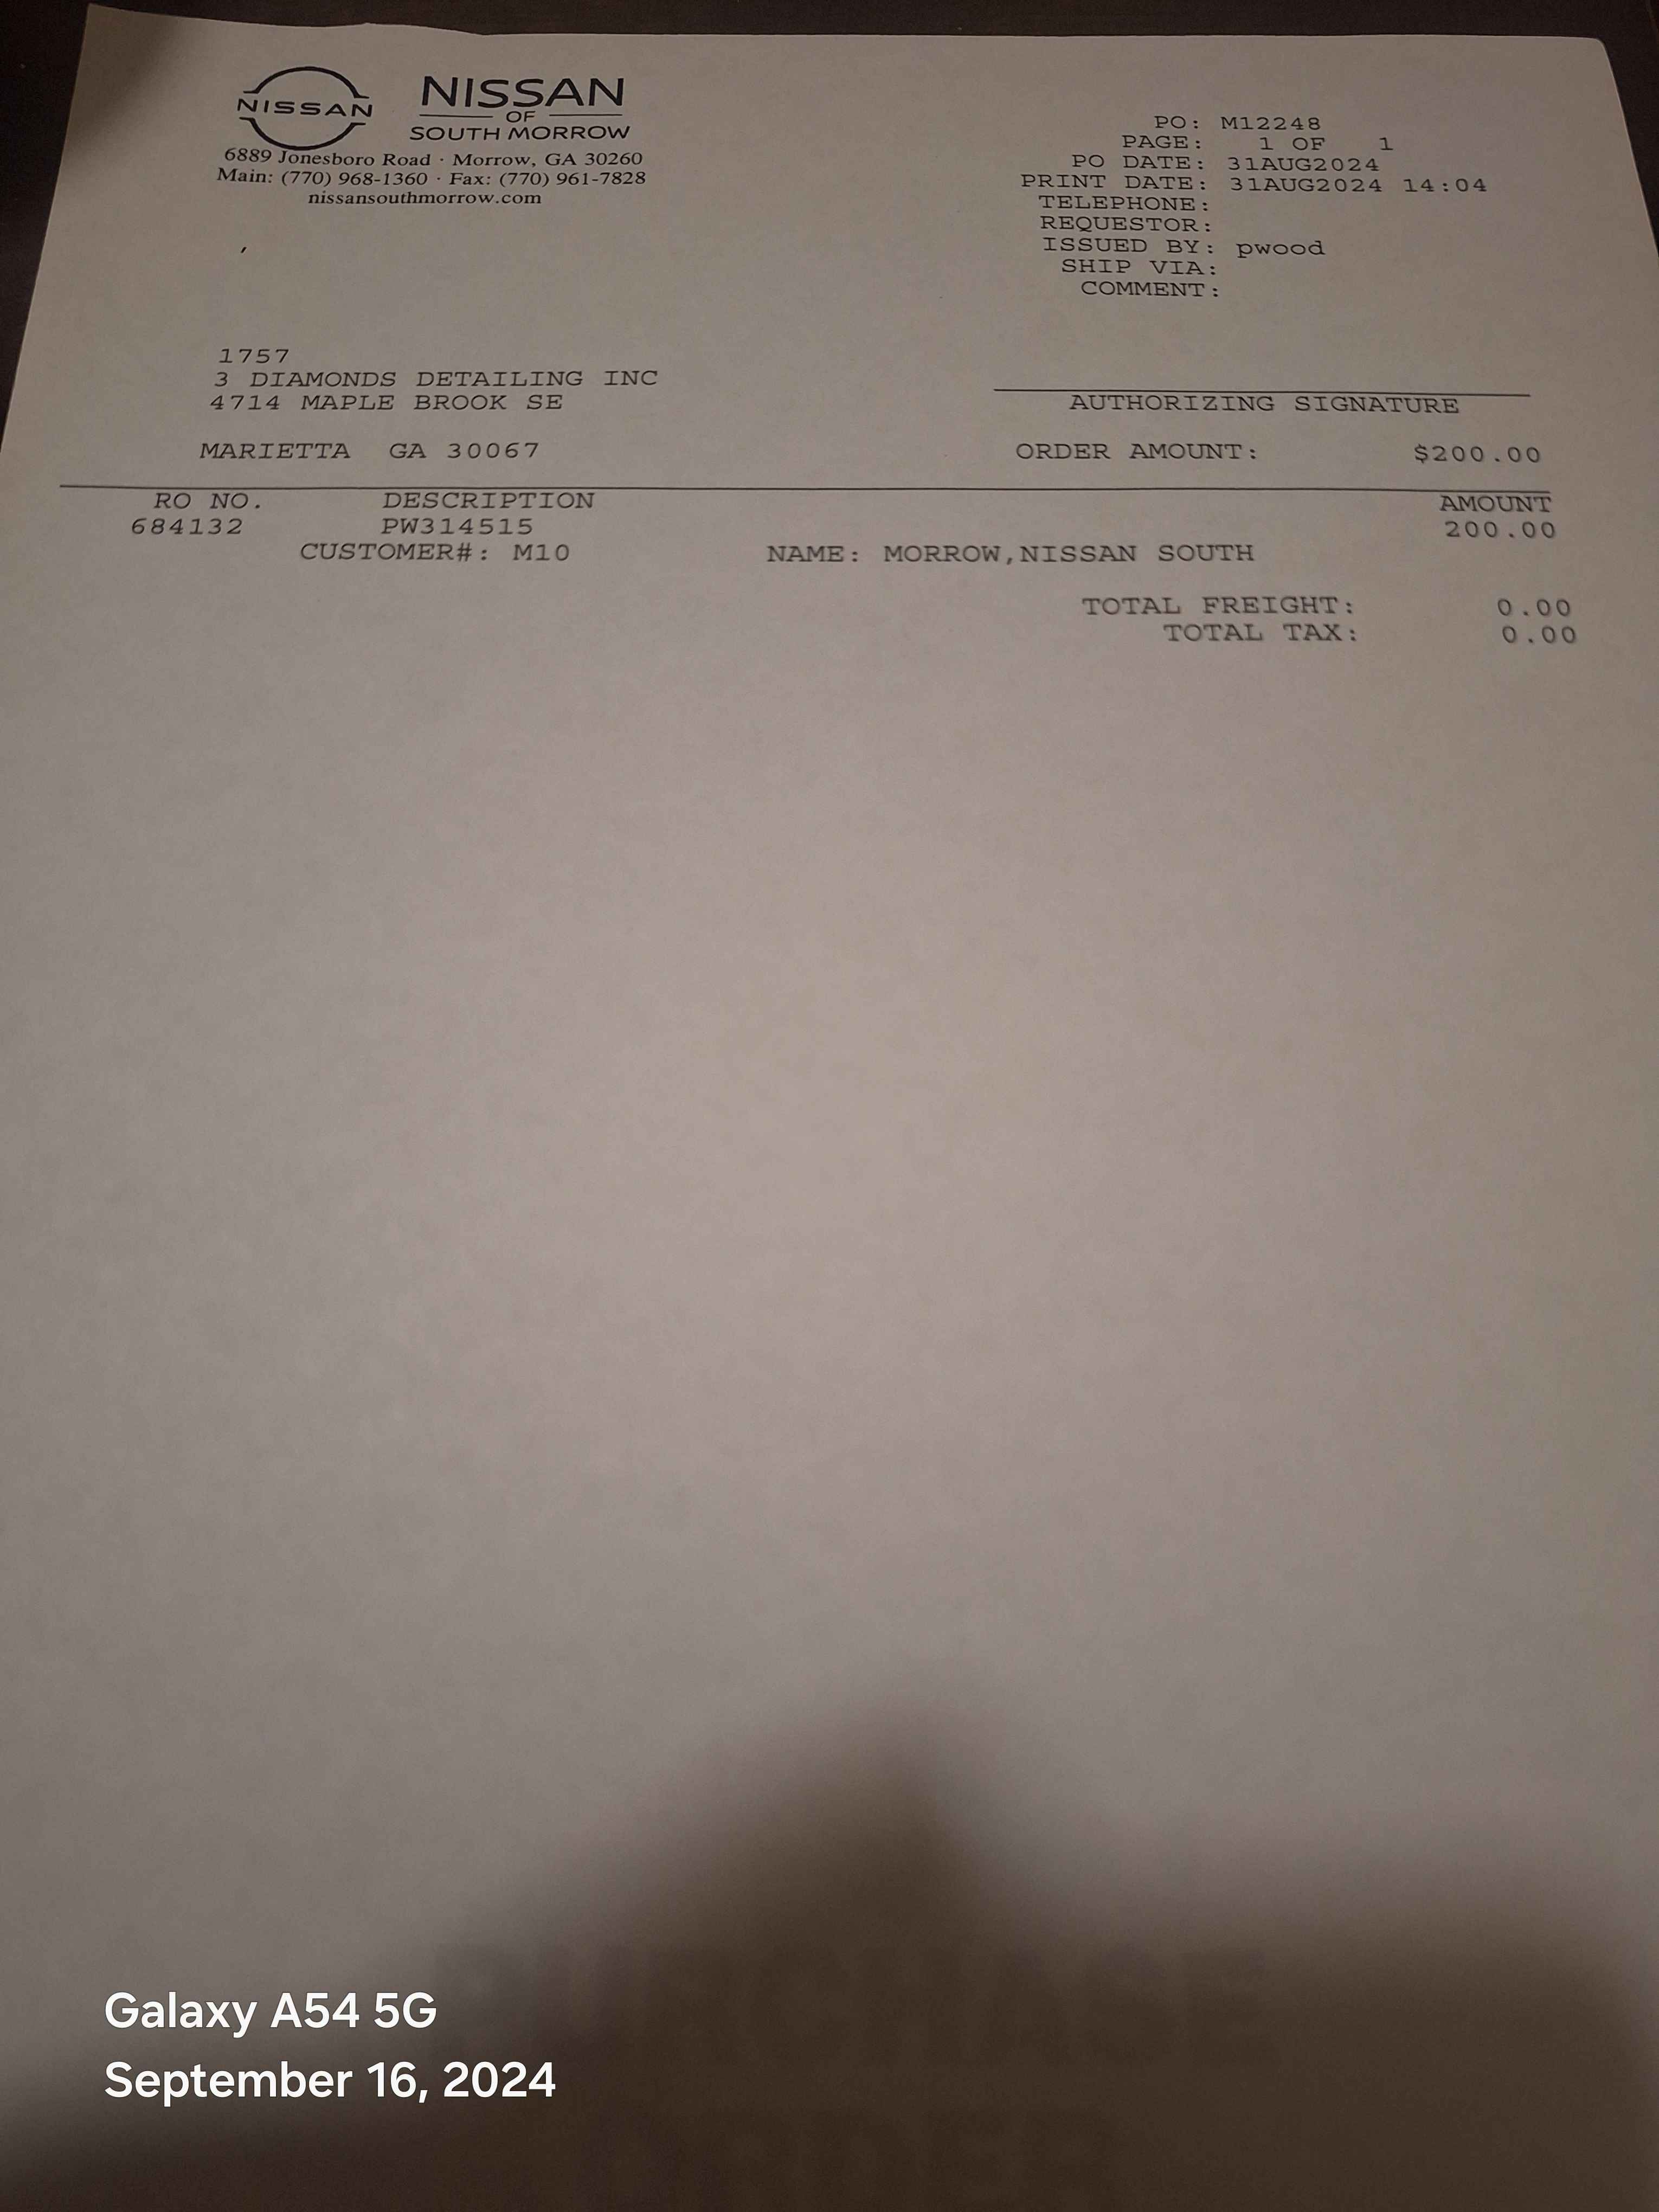 NISSAN
NISSAN
OF
SOUTH MORROW
6889 Jonesboro Road · Morrow, GA 30260
Main: (770) 968-1360 · Fax: (770) 961-7828
nissansouthmorrow.com
PO: M12248
PAGE: 1 OF 1
PO DATE: 31AUG2024
PRINT DATE: 31AUG2024 14:04
TELEPHONE:
REQUESTOR:
ISSUED BY: pwood
SHIP VIA:
COMMENT:
1757
3 DIAMONDS DETAILING INC
4714 MAPLE BROOK SE
MARIETTA GA 30067
AUTHORIZING SIGNATURE
ORDER AMOUNT: $200.00
RO NO. DESCRIPTION AMOUNT
684132 PW314515 200.00
CUSTOMER#: M10 NAME: MORROW,NISSAN SOUTH
TOTAL FREIGHT: 0.00
TOTAL TAX: 0.00
Galaxy A54 5G
September 16, 2024